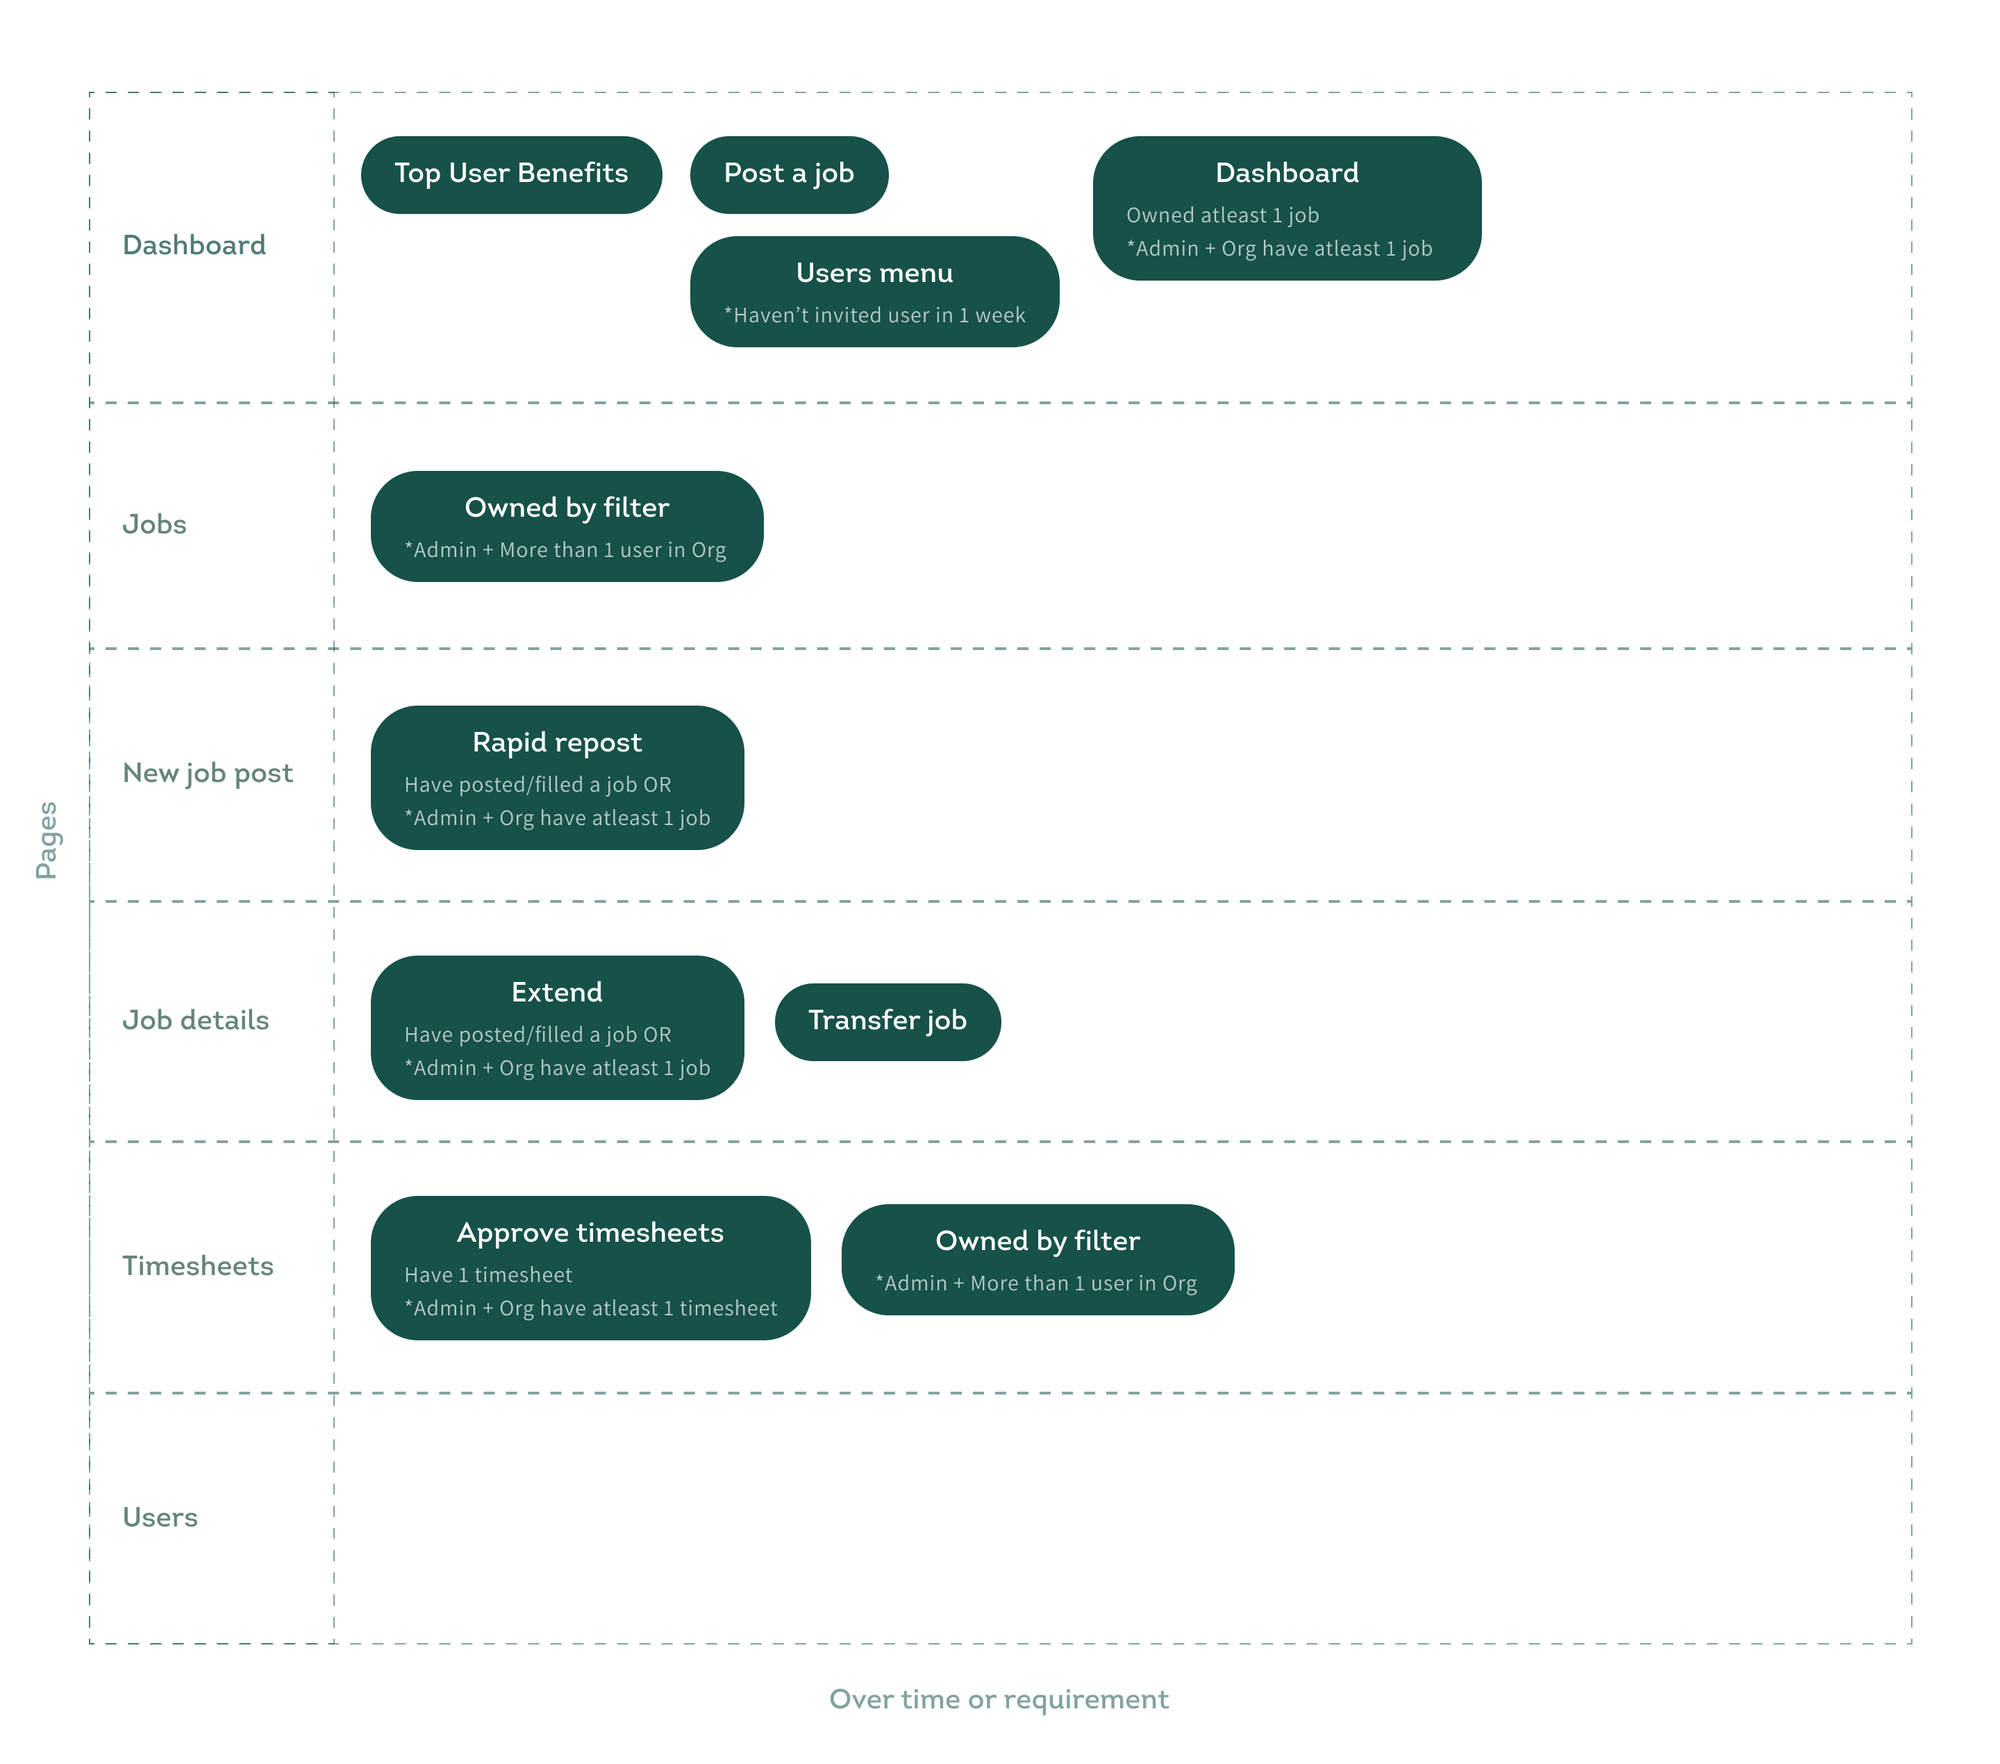 Pages
Dashboard
Top User Benefits
Post a job
Users menu
*Haven’t invited user in 1 week
Dashboard
Owned atleast 1 job
*Admin + Org have atleast 1 job
Jobs
Owned by filter
*Admin + More than 1 user in Org
New job post
Rapid repost
Have posted/filled a job OR
*Admin + Org have atleast 1 job
Job details
Extend
Have posted/filled a job OR
*Admin + Org have atleast 1 job
Transfer job
Timesheets
Approve timesheets
Have 1 timesheet
*Admin + Org have atleast 1 timesheet
Owned by filter
*Admin + More than 1 user in Org
Users
Over time or requirement